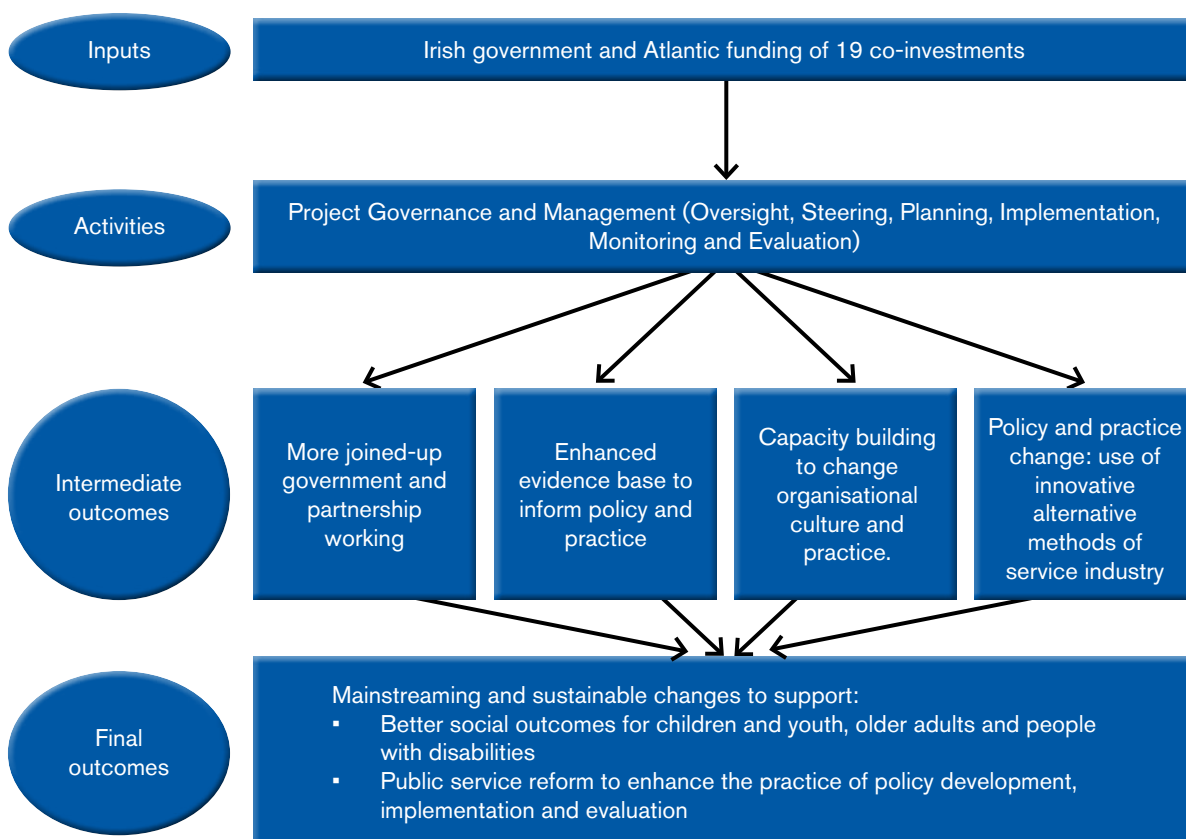 Inputs
Irish government and Atlantic funding of 19 co-investments
Activities
Project Governance and Management (Oversight, Steering, Planning, Implementation,
Monitoring and Evaluation)
Intermediate
outcomes
More joined-up
government and
partnership
working
Enhanced
evidence base to
inform policy and
practice
Capacity building
to change
organisational
culture and
practice.
Policy and practice
change: use of
innovative
alternative
methods of
service industry
Final
outcomes
Mainstreaming and sustainable changes to support:
▪ Better social outcomes for children and youth, older adults and people
with disabilities
▪ Public service reform to enhance the practice of policy development,
implementation and evaluation